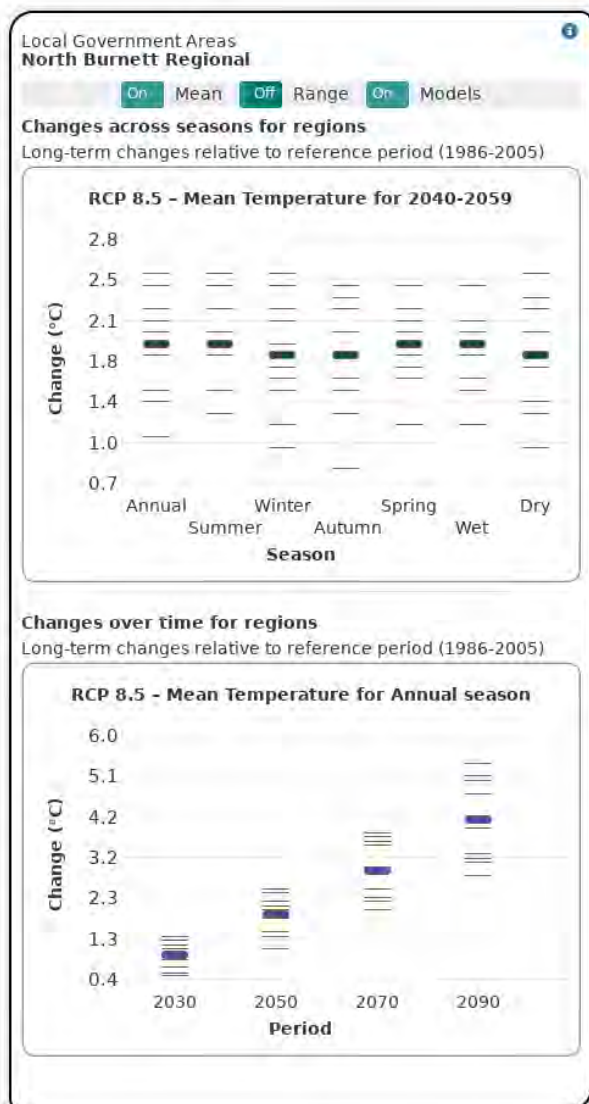 Local Government Areas
North Burnett Regional
On Mean Off Range On Models
Changes across seasons for regions
Long-term changes relative to reference period (1986-2005)
RCP 8.5 – Mean Temperature for 2040-2059
2.8
2.5
2.1
1.8
1.4
1.0
0.7
Change (°C)
Annual Winter Spring Dry
Summer Autumn Wet
Season
Changes over time for regions
Long-term changes relative to reference period (1986-2005)
RCP 8.5 – Mean Temperature for Annual season
6.0
5.1
4.2
3.2
2.3
1.3
0.4
Change (°C)
2030 2050 2070 2090
Period